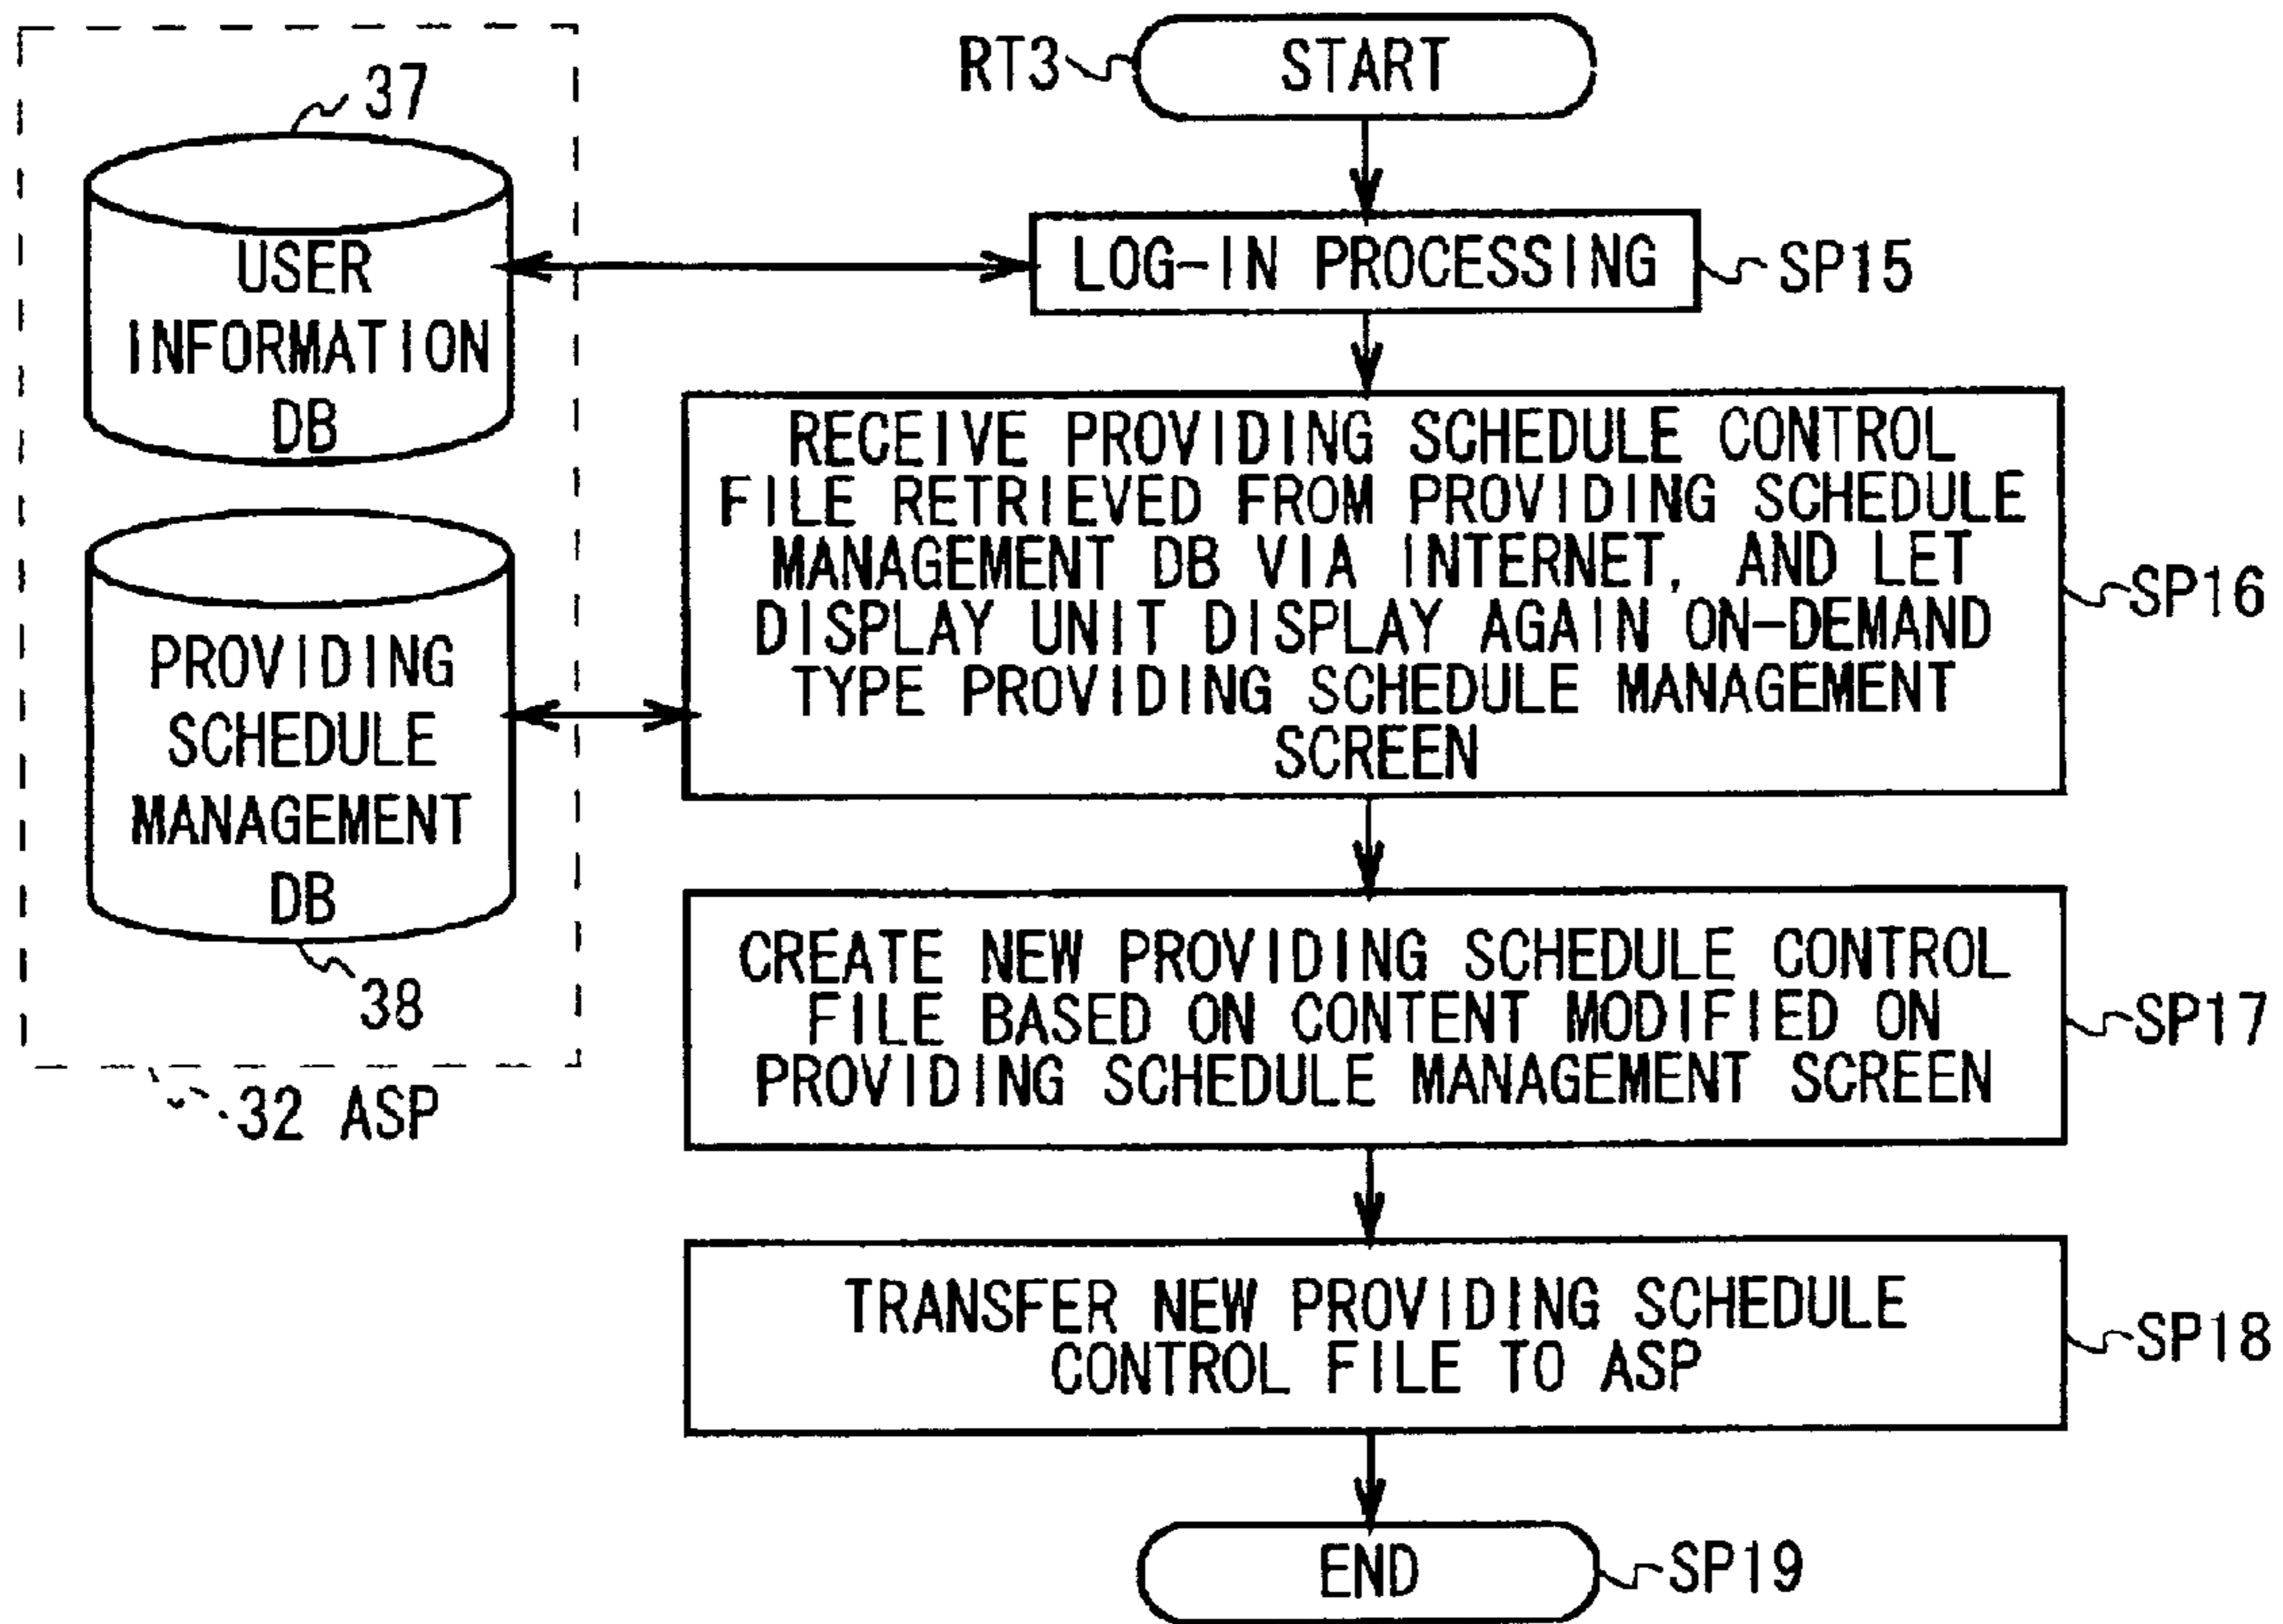 RT3
START
37
USER
INFORMATION
DB
LOG-IN PROCESSING
SP15
RECEIVE PROVIDING SCHEDULE CONTROL
FILE RETRIEVED FROM PROVIDING SCHEDULE
MANAGEMENT DB VIA INTERNET, AND LET
DISPLAY UNIT DISPLAY AGAIN ON-DEMAND
TYPE PROVIDING SCHEDULE MANAGEMENT
SCREEN
SP16
PROVIDING
SCHEDULE
MANAGEMENT
DB
38
32 ASP
CREATE NEW PROVIDING SCHEDULE CONTROL
FILE BASED ON CONTENT MODIFIED ON
PROVIDING SCHEDULE MANAGEMENT SCREEN
SP17
TRANSFER NEW PROVIDING SCHEDULE
CONTROL FILE TO ASP
SP18
END
SP19